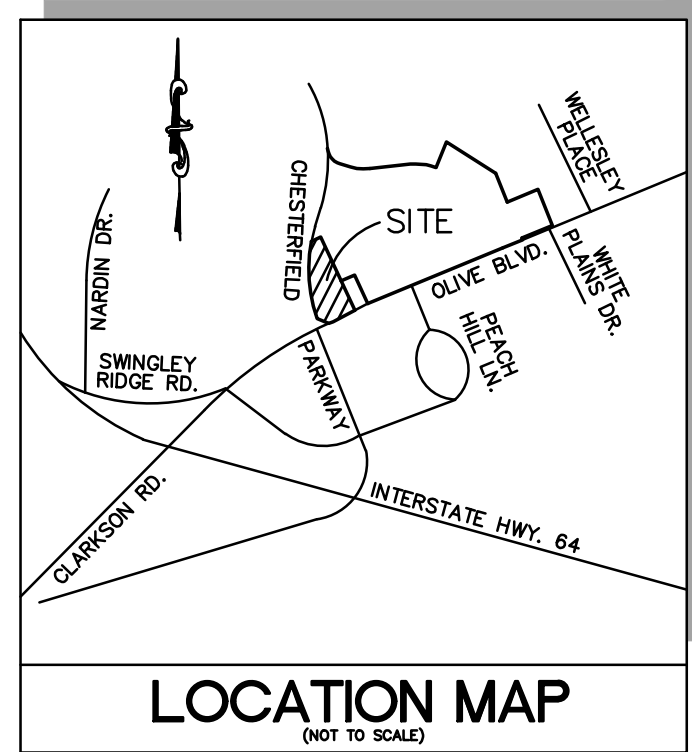 WELLESLEY
PLACE
CHESTERFIELD
SITE
NARDIN DR.
OLIVE BLVD.
WHITE
PLAINS DR.
PEACH
HILL LN.
PARKWAY
SWINGLEY
RIDGE RD.
CLARKSON RD.
INTERSTATE HWY. 64
LOCATION MAP
(NOT TO SCALE)